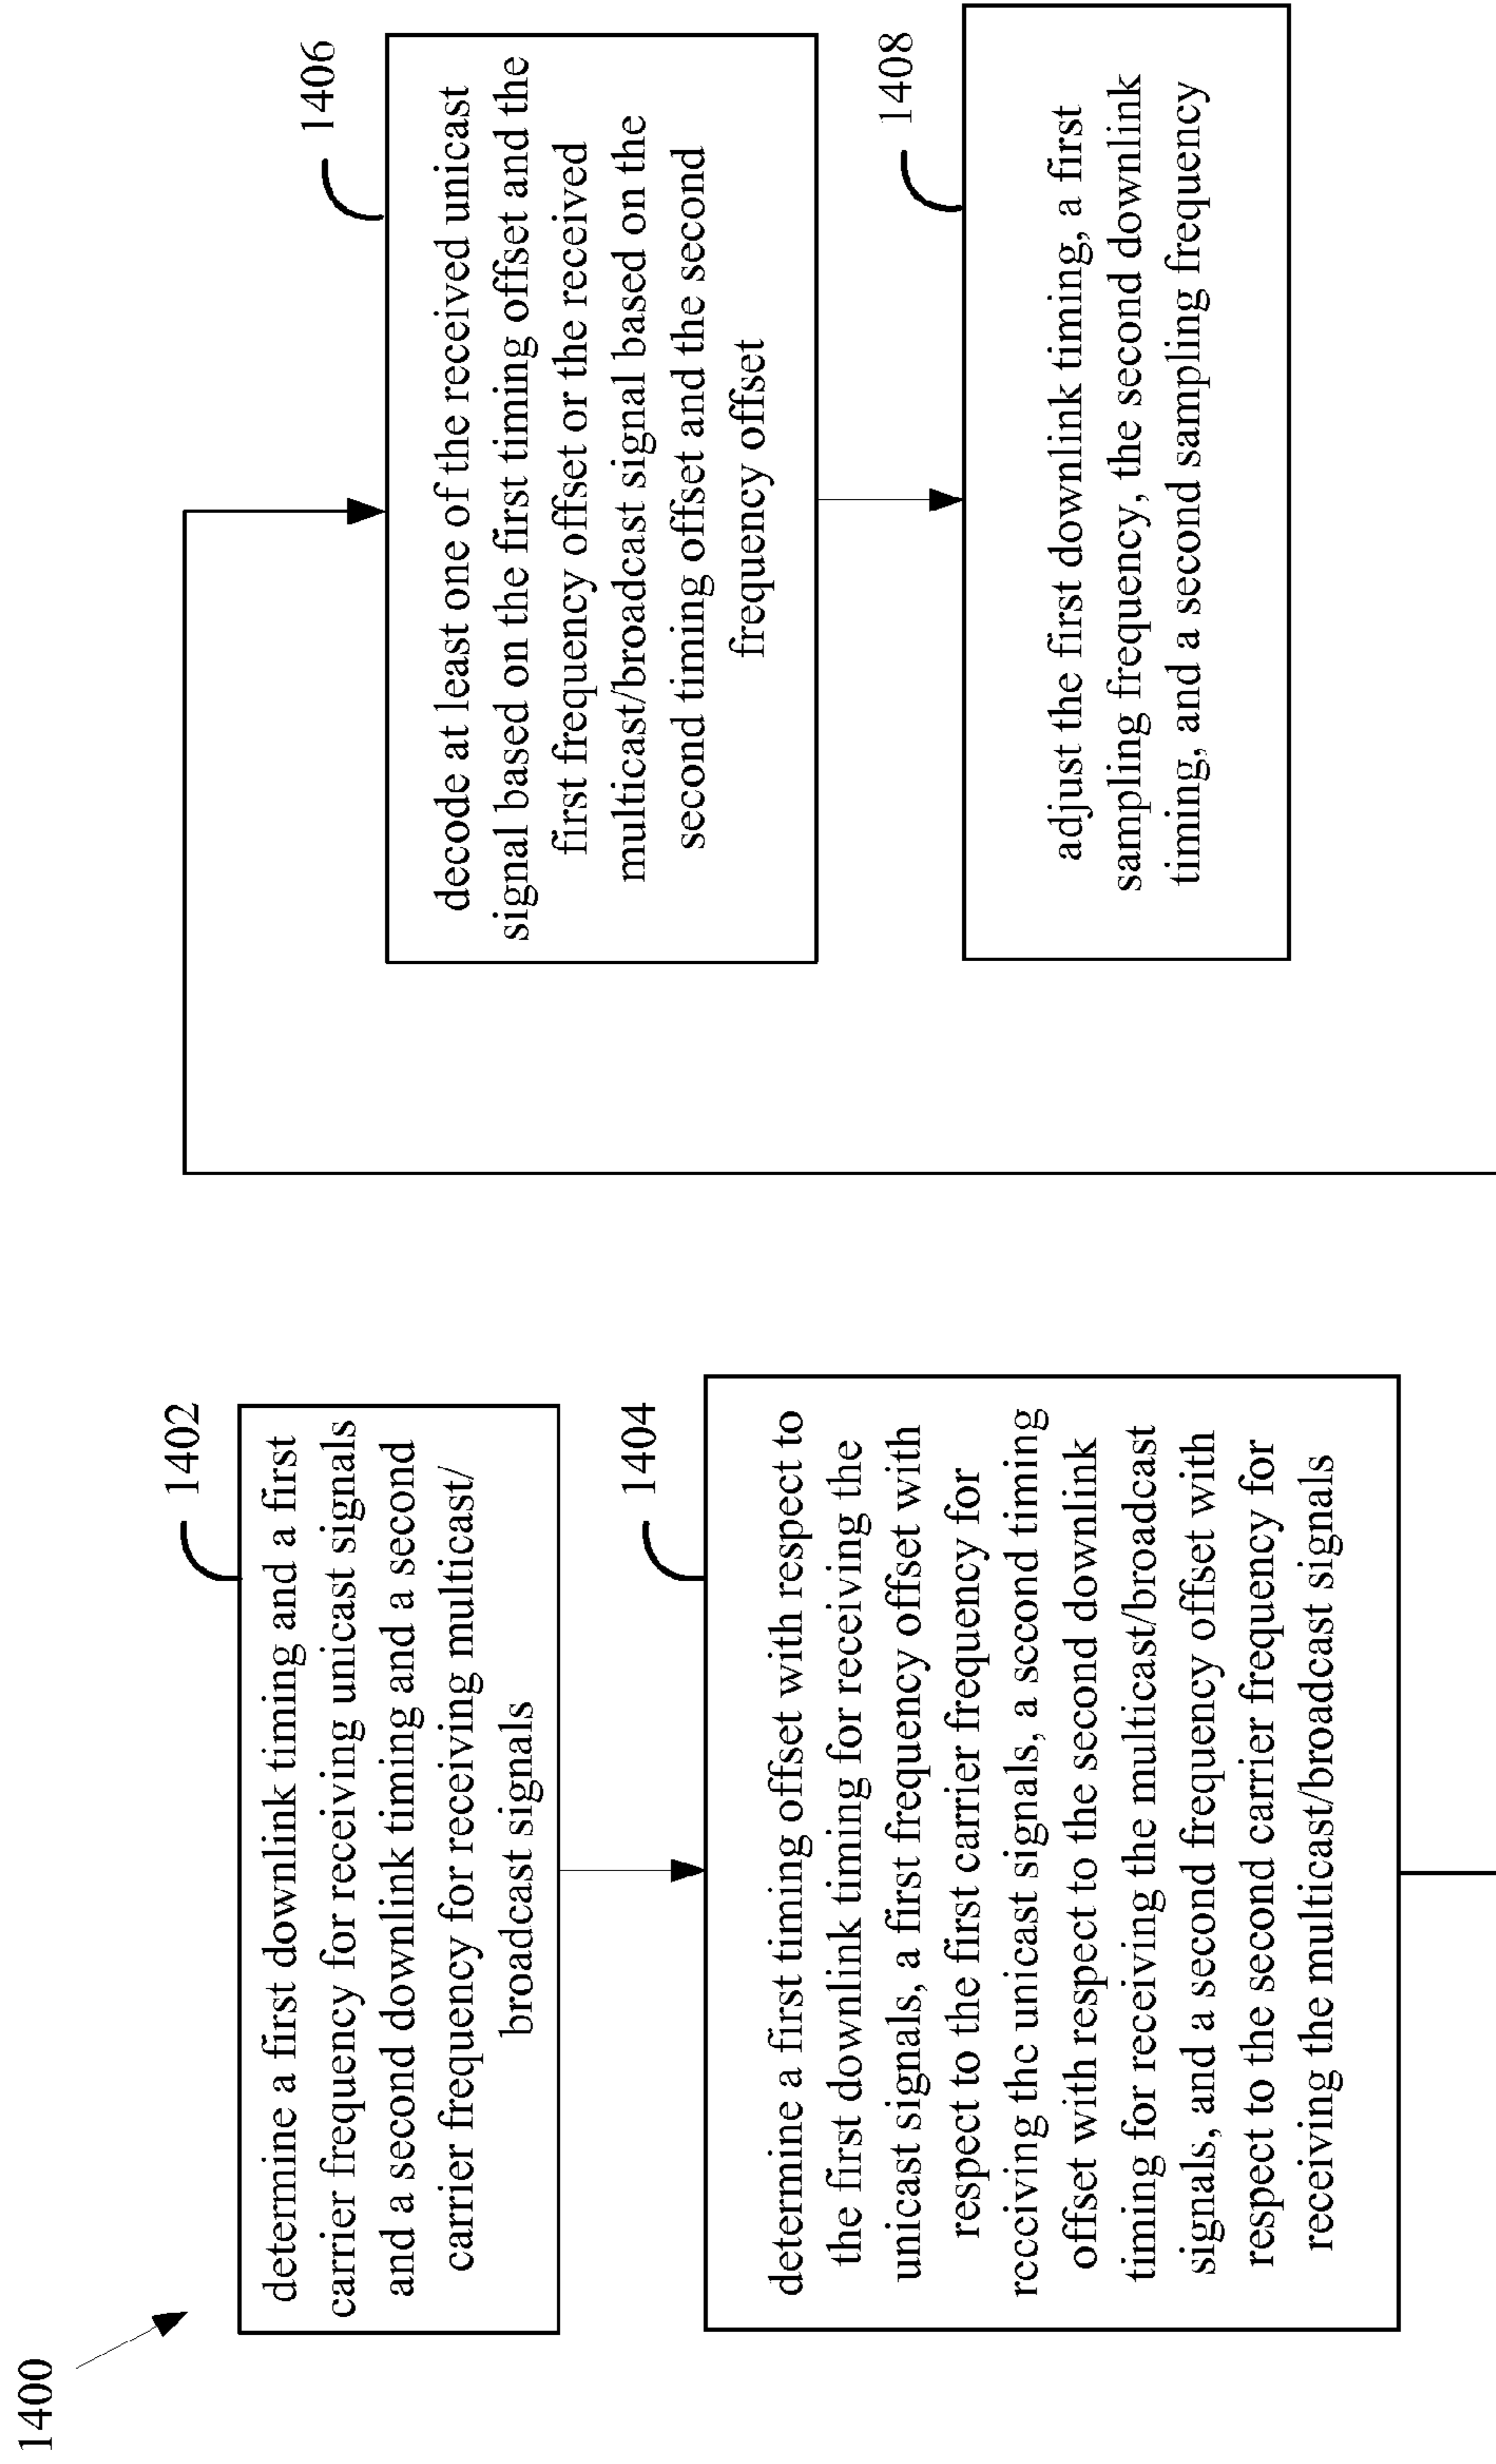 1400
1402
determine a first downlink timing and a first
carrier frequency for receiving unicast signals
and a second downlink timing and a second
carrier frequency for receiving multicast/
broadcast signals
1404
determine a first timing offset with respect to
the first downlink timing for receiving the
unicast signals, a first frequency offset with
respect to the first carrier frequency for
receiving the unicast signals, a second timing
offset with respect to the second downlink
timing for receiving the multicast/broadcast
signals, and a second frequency offset with
respect to the second carrier frequency for
receiving the multicast/broadcast signals
1406
decode at least one of the received unicast
signal based on the first timing offset and the
first frequency offset or the received
multicast/broadcast signal based on the
second timing offset and the second
frequency offset
1408
adjust the first downlink timing, a first
sampling frequency, the second downlink
timing, and a second sampling frequency